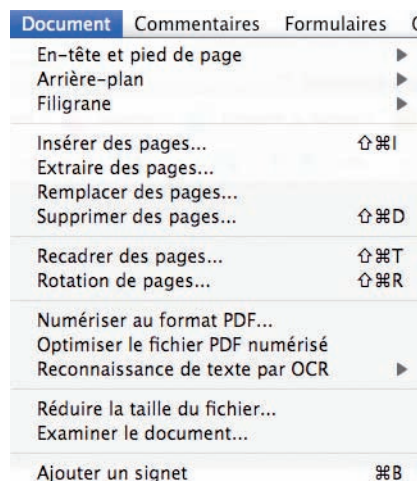 Document Commentaires Formulaires
En-tête et pied de page ▶
Arrière-plan ▶
Filigrane ▶
Insérer des pages... ⇧⌘I
Extraire des pages...
Remplacer des pages...
Supprimer des pages... ⇧⌘D
Recadrer des pages... ⇧⌘T
Rotation de pages... ⇧⌘R
Numériser au format PDF...
Optimiser le fichier PDF numérisé
Reconnaissance de texte par OCR ▶
Réduire la taille du fichier...
Examiner le document...
Ajouter un signet ⌘B